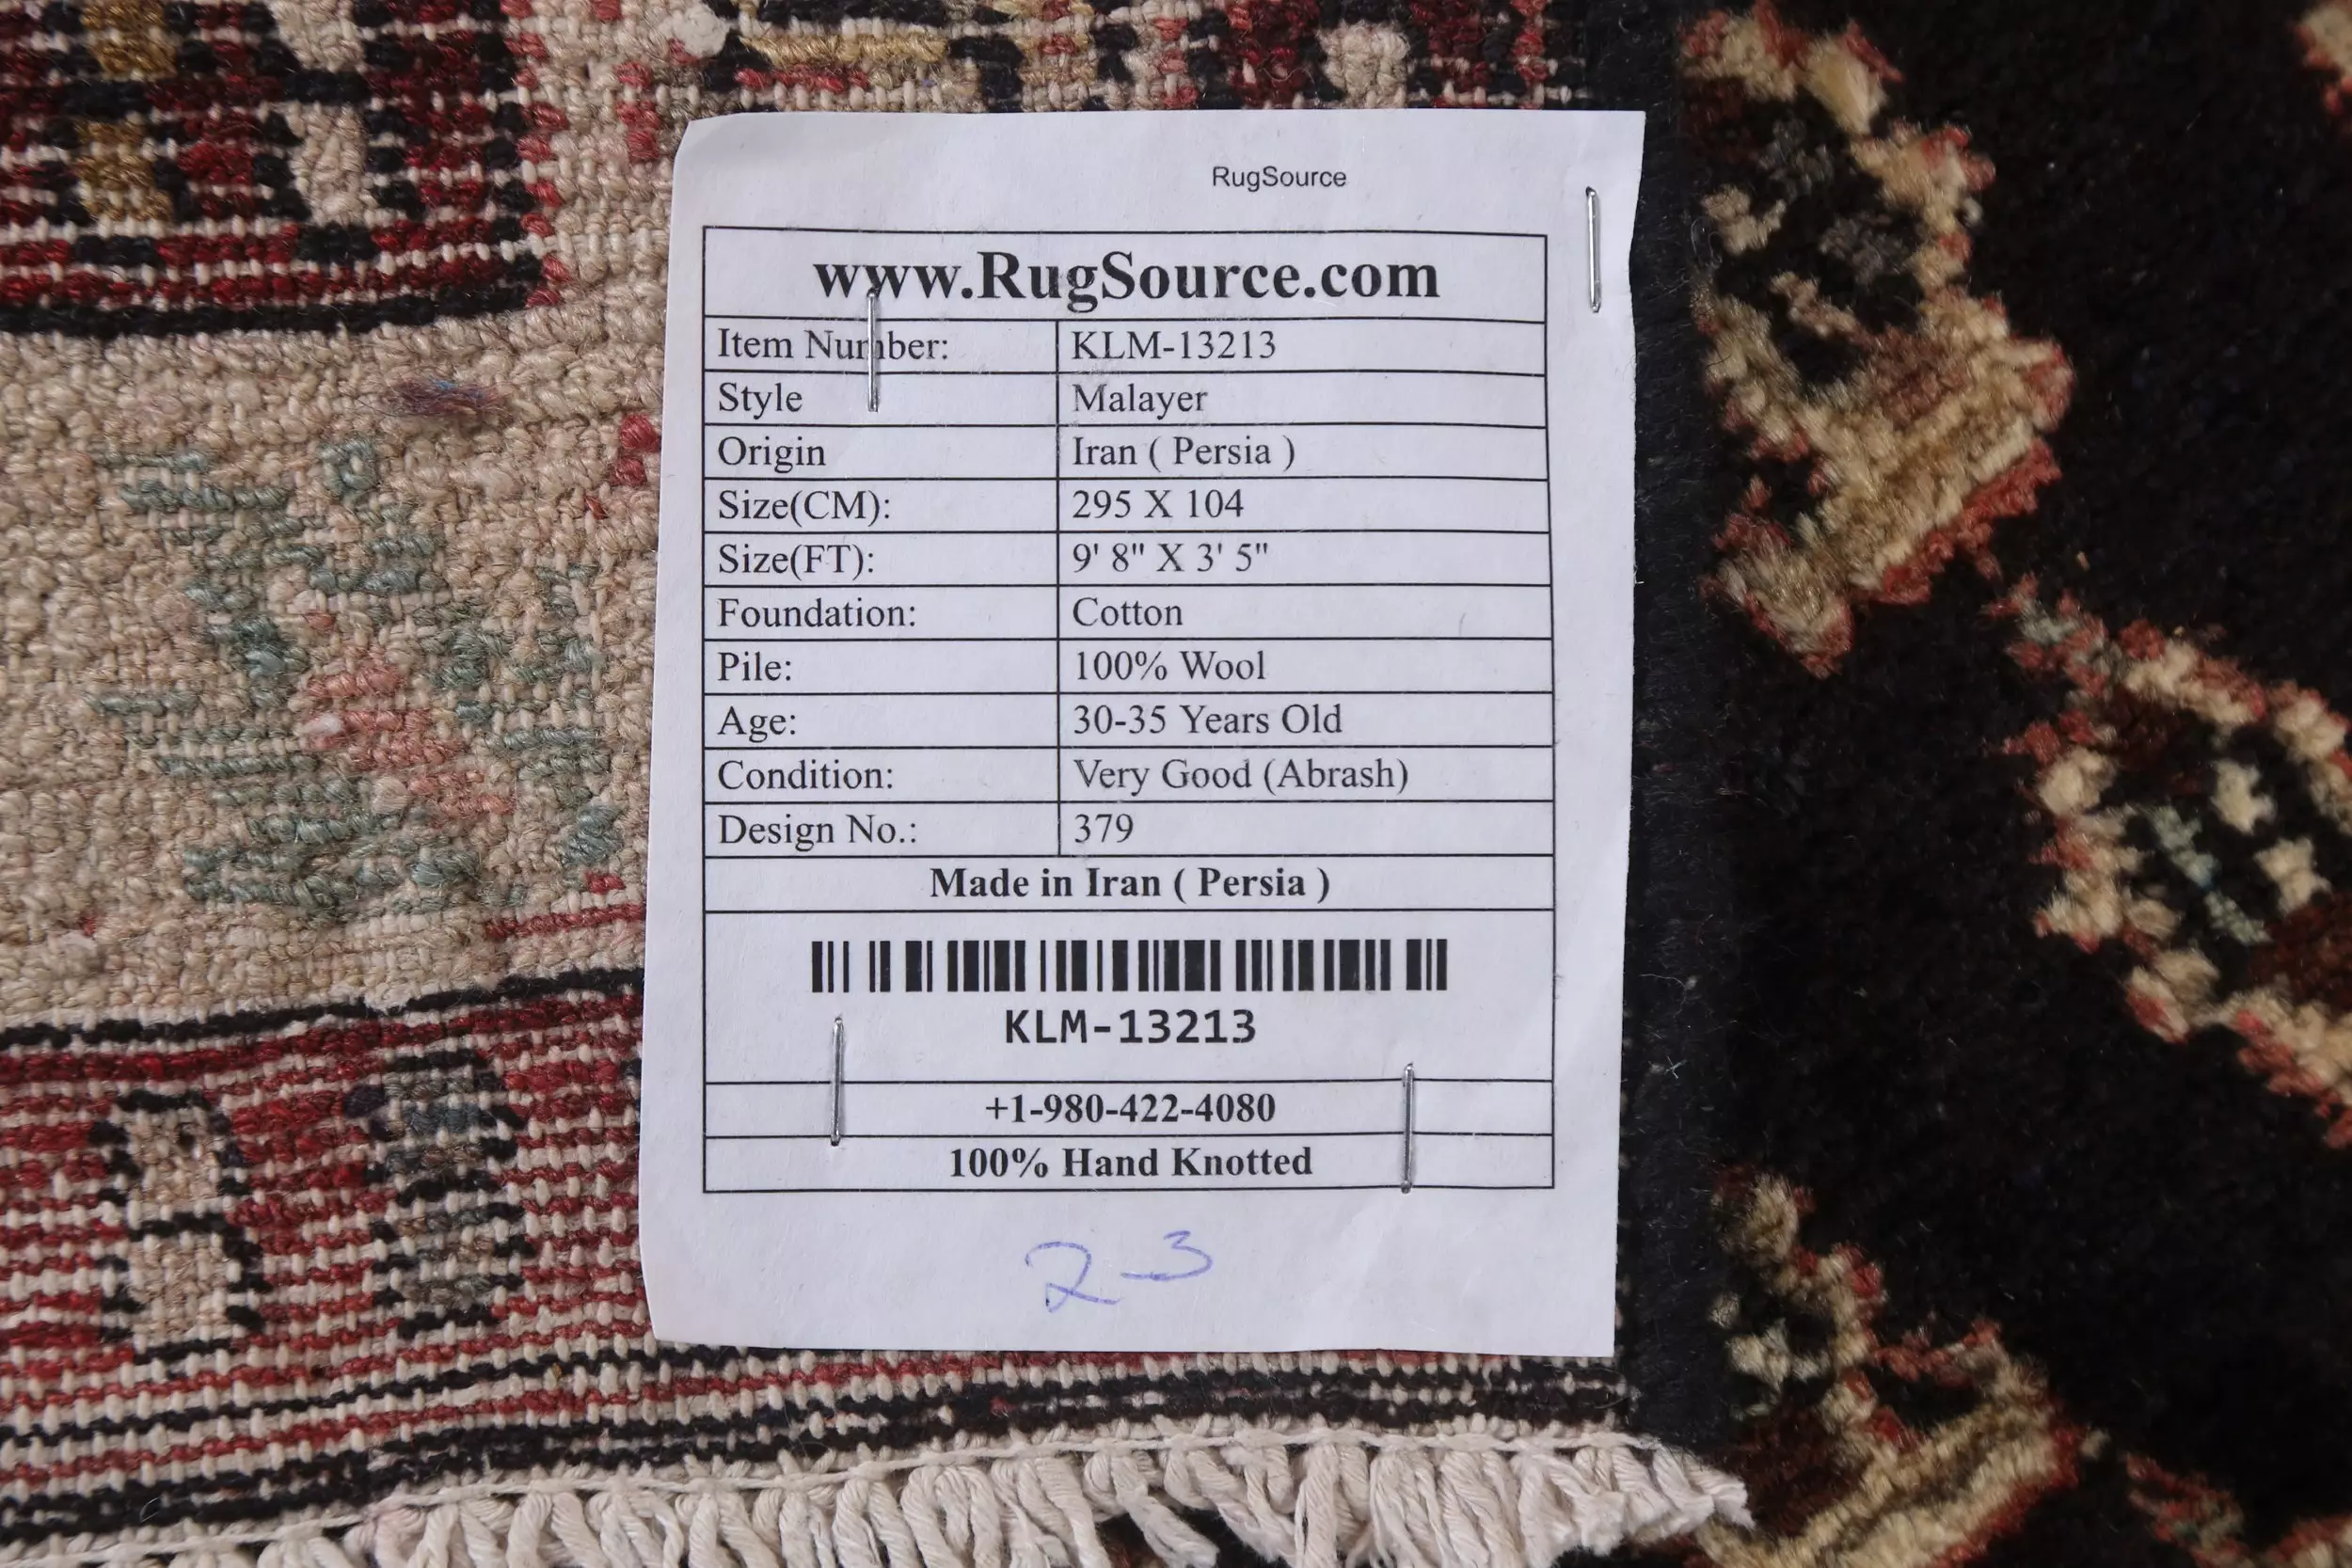 RugSource
www.RugSource.com
Item Number: KLM-13213
Style Malayer
Origin Iran ( Persia )
Size(CM): 295 X 104
Size(FT): 9' 8" X 3' 5"
Foundation: Cotton
Pile: 100% Wool
Age: 30-35 Years Old
Condition: Very Good (Abrash)
Design No.: 379
Made in Iran ( Persia )
KLM-13213
+1-980-422-4080
100% Hand Knotted
2-3